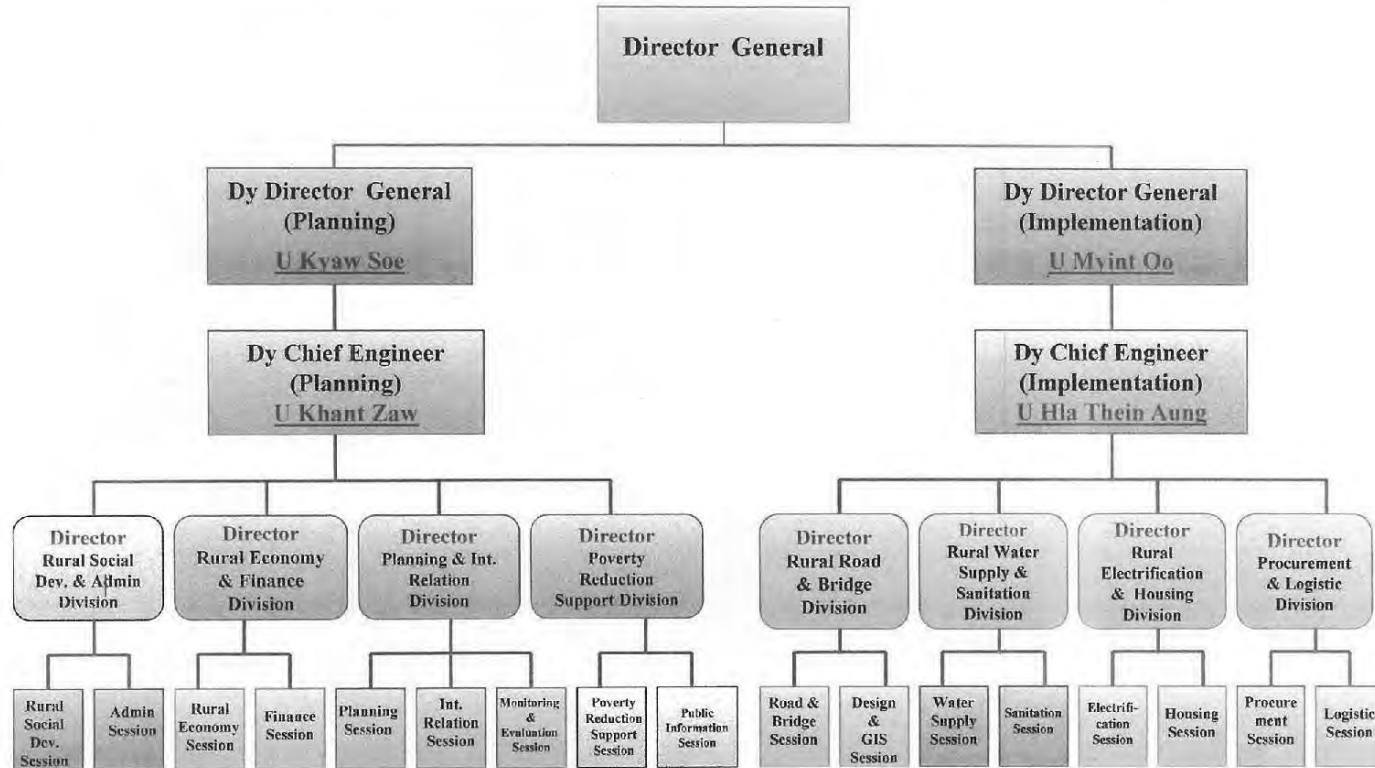 Director General
Dy Director General
(Planning)
U Kyaw Soe
Dy Director General
(Implementation)
U Myint Oo
Dy Chief Engineer
(Planning)
U Khant Zaw
Dy Chief Engineer
(Implementation)
U Hla Thein Aung
Director
Rural Social
Dev. & Admin
Division
Director
Rural Economy
& Finance
Division
Director
Planning & Int.
Relation
Division
Director
Poverty
Reduction
Support Division
Director
Rural Road
& Bridge
Division
Director
Rural Water
Supply &
Sanitation
Division
Director
Rural
Electrification
& Housing
Division
Director
Procurement
& Logistic
Division
Rural
Social
Dev.
Session
Admin
Session
Rural
Economy
Session
Finance
Session
Planning
Session
Int.
Relation
Session
Monitoring
&
Evaluation
Session
Poverty
Reduction
Support
Session
Public
Information
Session
Road &
Bridge
Session
Design
&
GIS
Session
Water
Supply
Session
Sanitation
Session
Electrifi-
cation
Session
Housing
Session
Procure
ment
Session
Logistic
Session